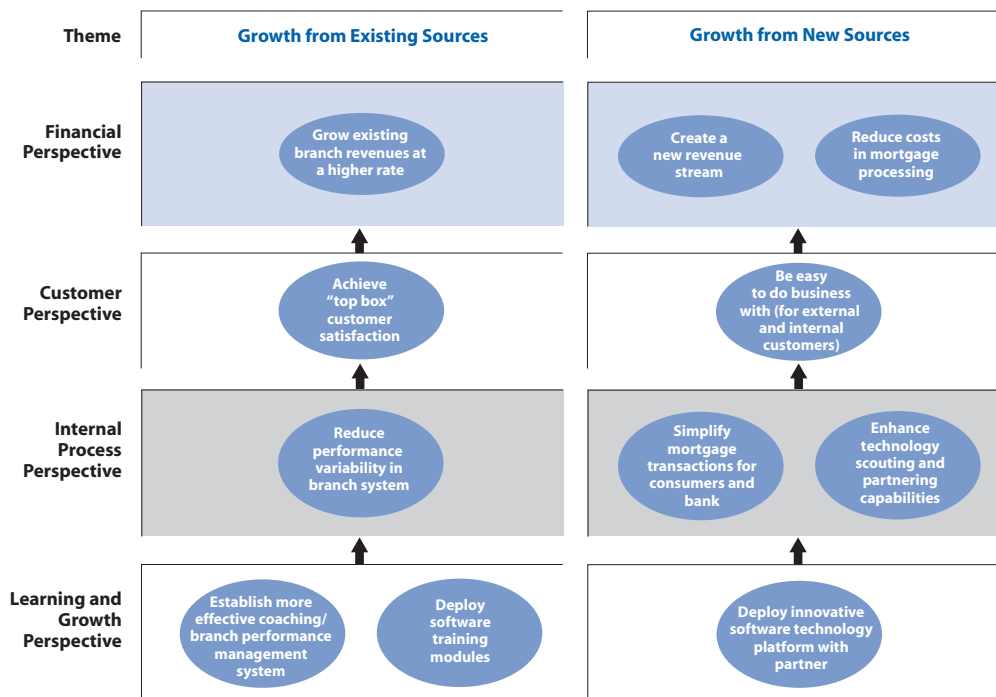 Theme
Growth from Existing Sources
Growth from New Sources
Financial
Perspective
Grow existing
branch revenues at
a higher rate
Create a
new revenue
stream
Reduce costs
in mortgage
processing
Customer
Perspective
Achieve
“top box”
customer
satisfaction
Be easy
to do business
with (for external
and internal
customers)
Internal
Process
Perspective
Reduce
performance
variability in
branch system
Simplify
mortgage
transactions for
consumers and
bank
Enhance
technology
scouting and
partnering
capabilities
Learning and
Growth
Perspective
Establish more
effective coaching/
branch performance
management
system
Deploy
software
training
modules
Deploy innovative
software technology
platform with
partner